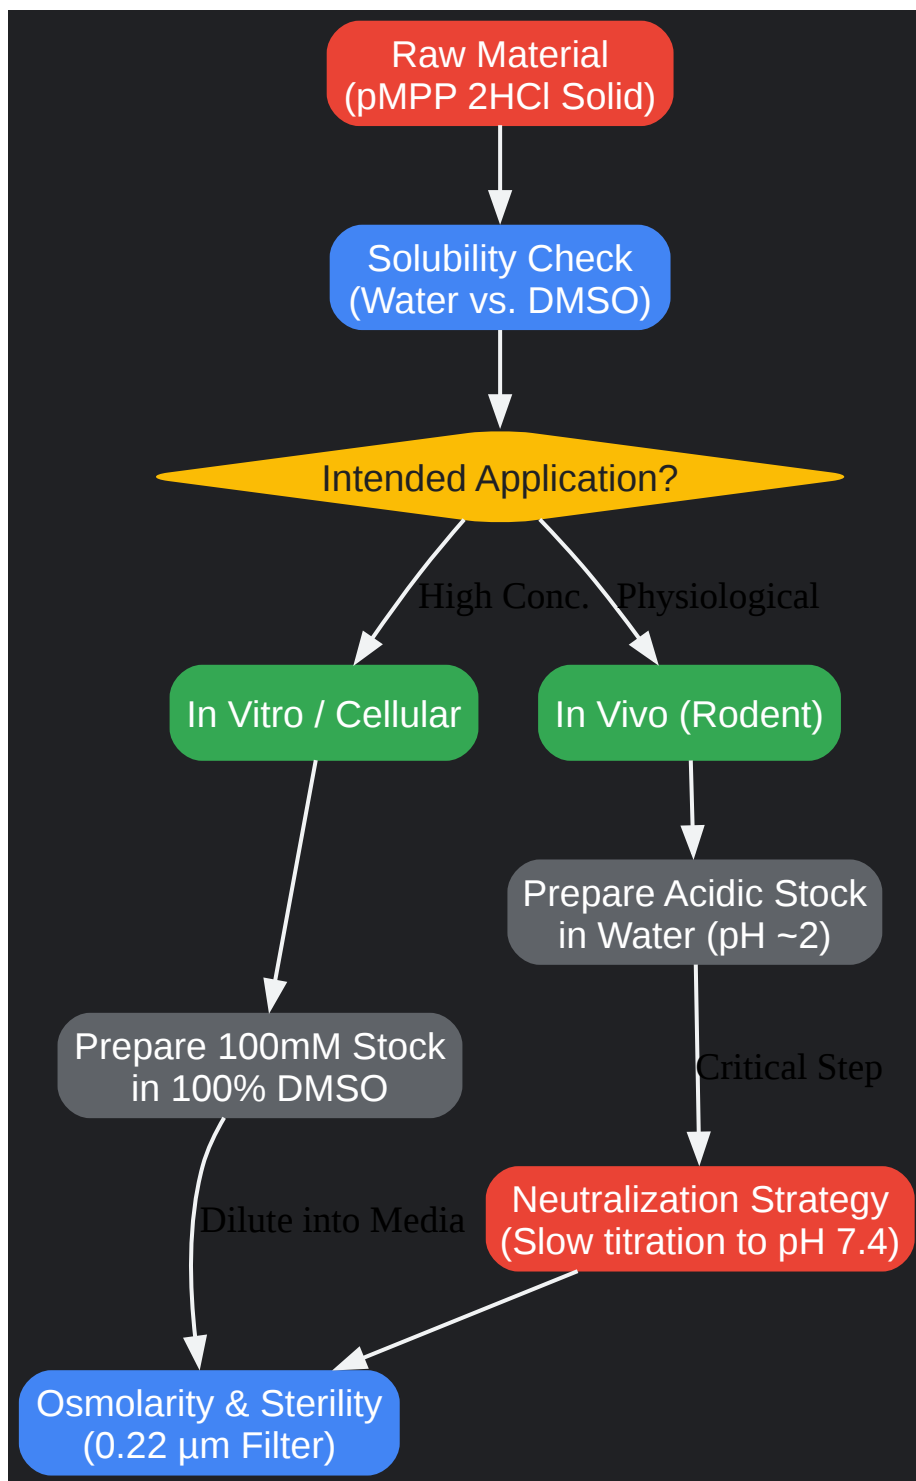 Raw Material
(pMPP 2HCl Solid)
Solubility Check
(Water vs. DMSO)
Intended Application?
High Conc.
Physiological
In Vitro / Cellular
In Vivo (Rodent)
Prepare Acidic Stock
in Water (pH ~2)
Prepare 100mM Stock
in 100% DMSO
Critical Step
Dilute into Media
Neutralization Strategy
(Slow titration to pH 7.4)
Osmolarity & Sterility
(0.22 µm Filter)